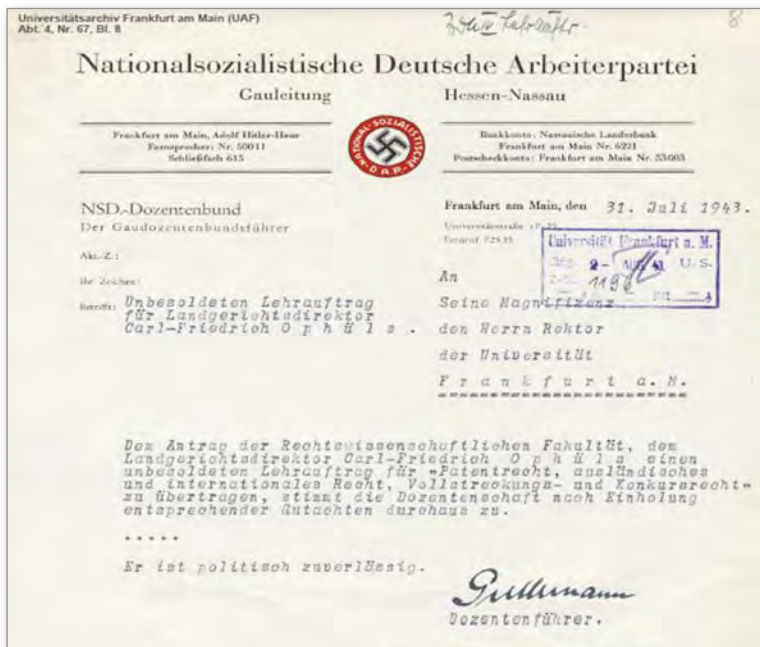 Universitätsarchiv Frankfurt am Main (UAF)
Abt. 4, Nr. 67, Bl. 8
8
Nationalsozialistische Deutsche Arbeiterpartei
Gauleitung Hessen-Nassau
Frankfurt am Main, Adolf Hitler-Haus
Fernsprecher: Nr. 50011
Schließfach 615
NATIONAL-SOZIALISTISCHE
D.A.P.
Bankkonto: Nassauische Landesbank
Frankfurt am Main Nr. 6221
Postscheckkonto: Frankfurt am Main Nr. 53003
NSD.-Dozentenbund
Der Gaudozentenbundsführer
Frankfurt am Main, den 31. Juli 1943.
Akt.-Z.:
Ihr Zeichen:
Betrifft: Unbesoldeten Lehrauftrag
für Landgerichtsdirektor
Carl-Friedrich O p h ü l s .
Universität Frankfurt a. M.
An
Seine Magnifizenz
den Herrn Rektor
der Universität
F r a n k f u r t a. M.
Dem Antrag der Rechtswissenschaftlichen Fakultät, dem
Landgerichtsdirektor Carl-Friedrich O p h ü l s einen
unbesoldeten Lehrauftrag für "Patentrecht, ausländisches
und internationales Recht, Vollstreckungs- und Konkursrecht"
zu übertragen, stimmt die Dozentenschaft nach Einholung
entsprechender Gutachten durchaus zu.
. . . . .
Er ist politisch zuverlässig.
Dozentenführer.